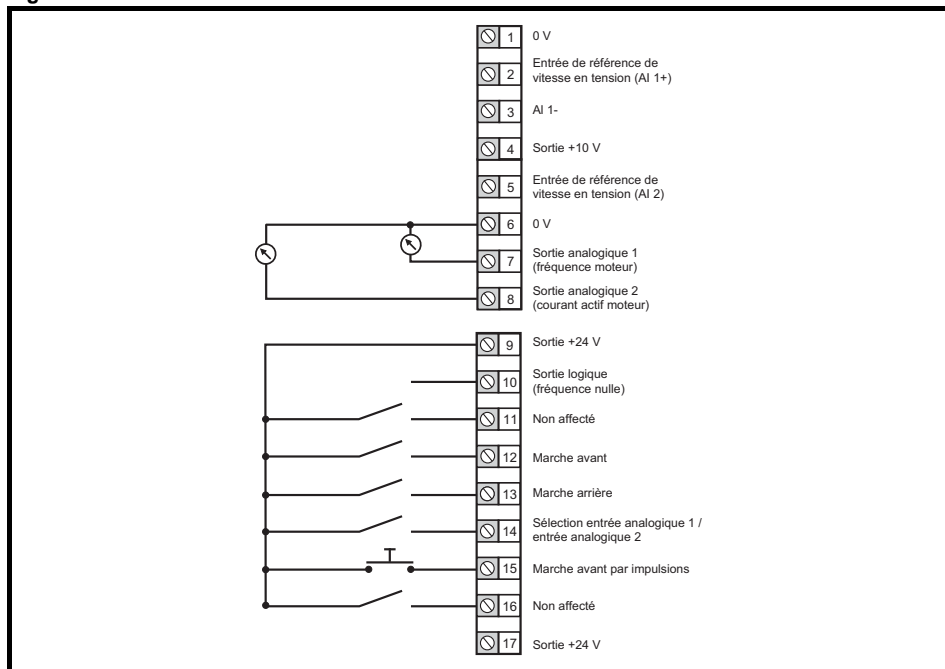 1 0 V
2 Entrée de référence de
vitesse en tension (AI 1+)
3 AI 1-
4 Sortie +10 V
5 Entrée de référence de
vitesse en tension (AI 2)
6 0 V
7 Sortie analogique 1
(fréquence moteur)
8 Sortie analogique 2
(courant actif moteur)
9 Sortie +24 V
10 Sortie logique
(fréquence nulle)
11 Non affecté
12 Marche avant
13 Marche arrière
14 Sélection entrée analogique 1 /
entrée analogique 2
15 Marche avant par impulsions
16 Non affecté
17 Sortie +24 V